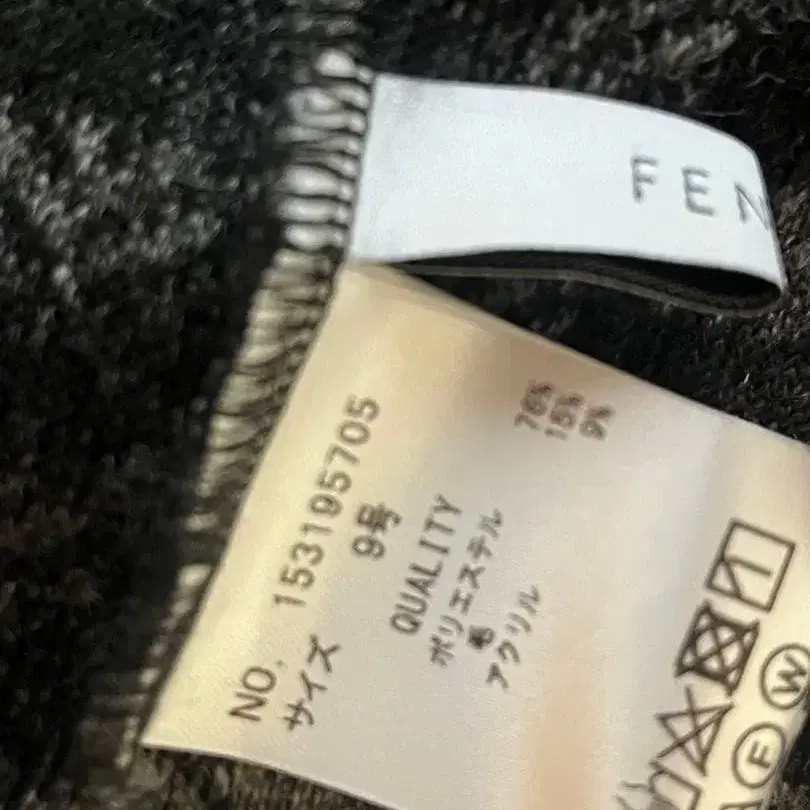 FEN
NO. 153195705
サイズ 9号
QUALITY
ポリエステル 76%
毛 15%
アクリル 9%
W
F